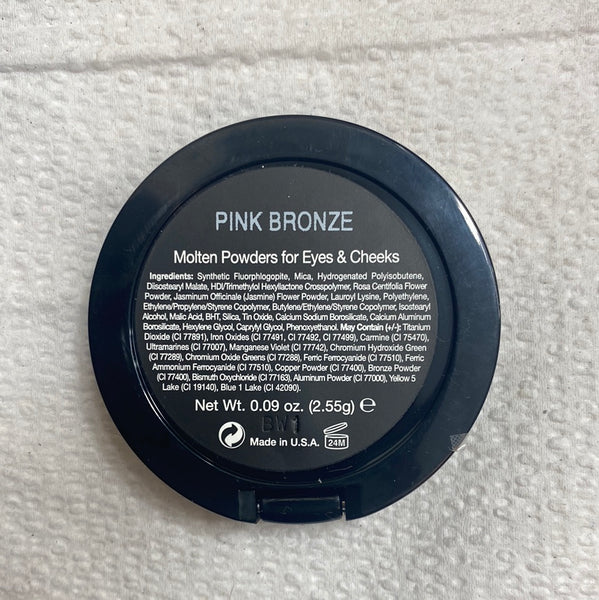 PINK BRONZE
Molten Powders for Eyes & Cheeks
Ingredients: Synthetic Fluorphlogopite, Mica, Hydrogenated Polyisobutene,
Diisostearyl Malate, HDI/Trimethylol Hexyllactone Crosspolymer, Rosa Centifolia Flower
Powder, Jasminum Officinale (Jasmine) Flower Powder, Lauroyl Lysine, Polyethylene,
Ethylene/Propylene/Styrene Copolymer, Butylene/Ethylene/Styrene Copolymer, Isostearyl
Alcohol, Malic Acid, BHT, Silica, Tin Oxide, Calcium Sodium Borosilicate, Calcium Aluminum
Borosilicate, Hexylene Glycol, Caprylyl Glycol, Phenoxyethanol. May Contain (+/-): Titanium
Dioxide (CI 77891), Iron Oxides (CI 77491, CI 77492, CI 77499), Carmine (CI 75470),
Ultramarines (CI 77007), Manganese Violet (CI 77742), Chromium Hydroxide Green
(CI 77289), Chromium Oxide Greens (CI 77288), Ferric Ferrocyanide (CI 77510), Ferric
Ammonium Ferrocyanide (CI 77510), Copper Powder (CI 77400), Bronze Powder
(CI 77400), Bismuth Oxychloride (CI 77163), Aluminum Powder (CI 77000), Yellow 5
Lake (CI 19140), Blue 1 Lake (CI 42090).
Net Wt. 0.09 oz. (2.55g) ℮
BW1
Made in U.S.A. 24M